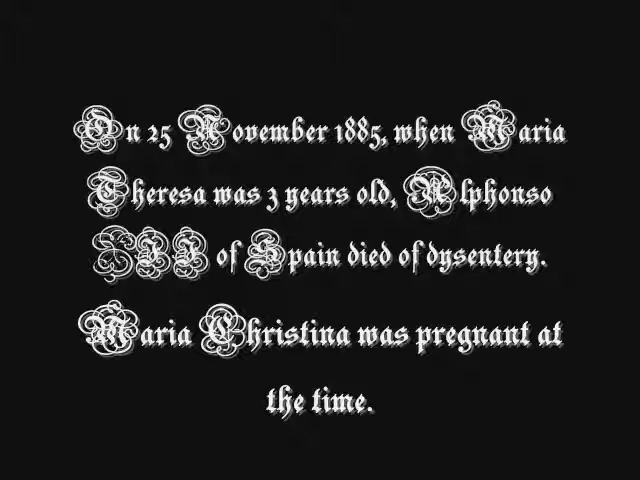 On 25 November 1885, when Maria
Theresa was 3 years old, Alphonso
XII of Spain died of dysentery.
Maria Christina was pregnant at
the time.